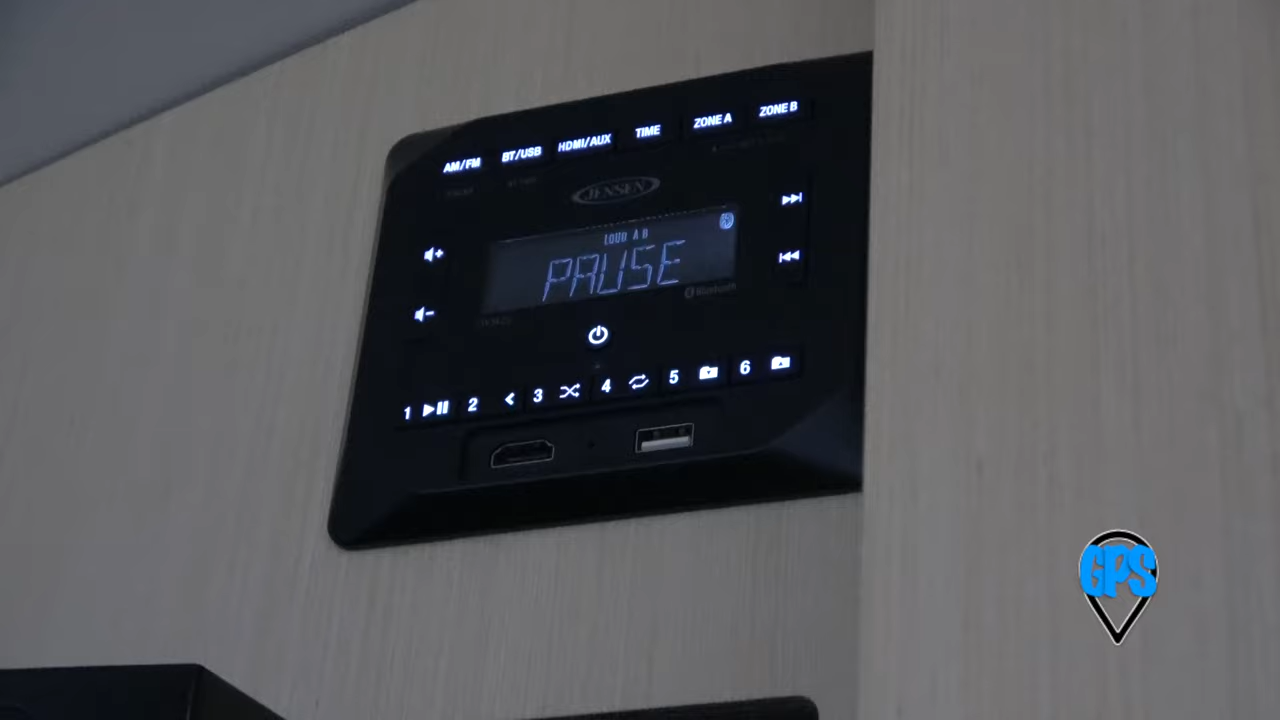 AM/FM BT/USB HDMI/AUX TIME ZONE A ZONE B
JENSEN
LOUD A B
PAUSE
Bluetooth
1 2 3 4 5 6
GPS